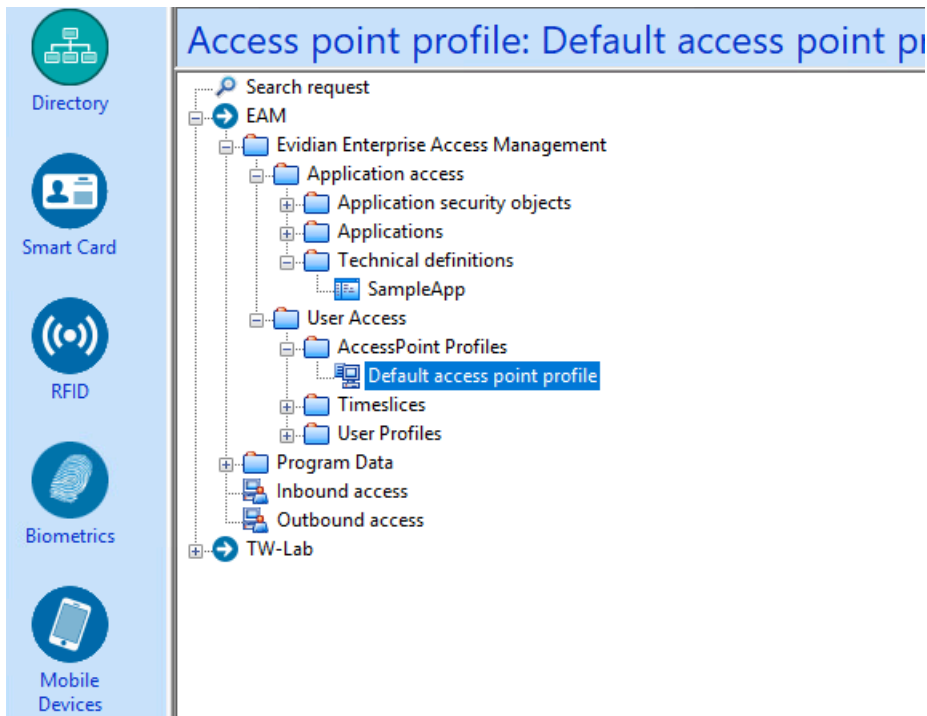 Directory
Smart Card
RFID
Biometrics
Mobile
Devices
Access point profile: Default access point pr
Search request
EAM
Evidian Enterprise Access Management
Application access
Application security objects
Applications
Technical definitions
SampleApp
User Access
AccessPoint Profiles
Default access point profile
Timeslices
User Profiles
Program Data
Inbound access
Outbound access
TW-Lab